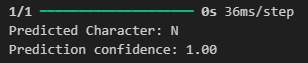 1/1 ━━━━━━━━━━━━━━━━━━━━ 0s 36ms/step
Predicted Character: N
Prediction confidence: 1.00